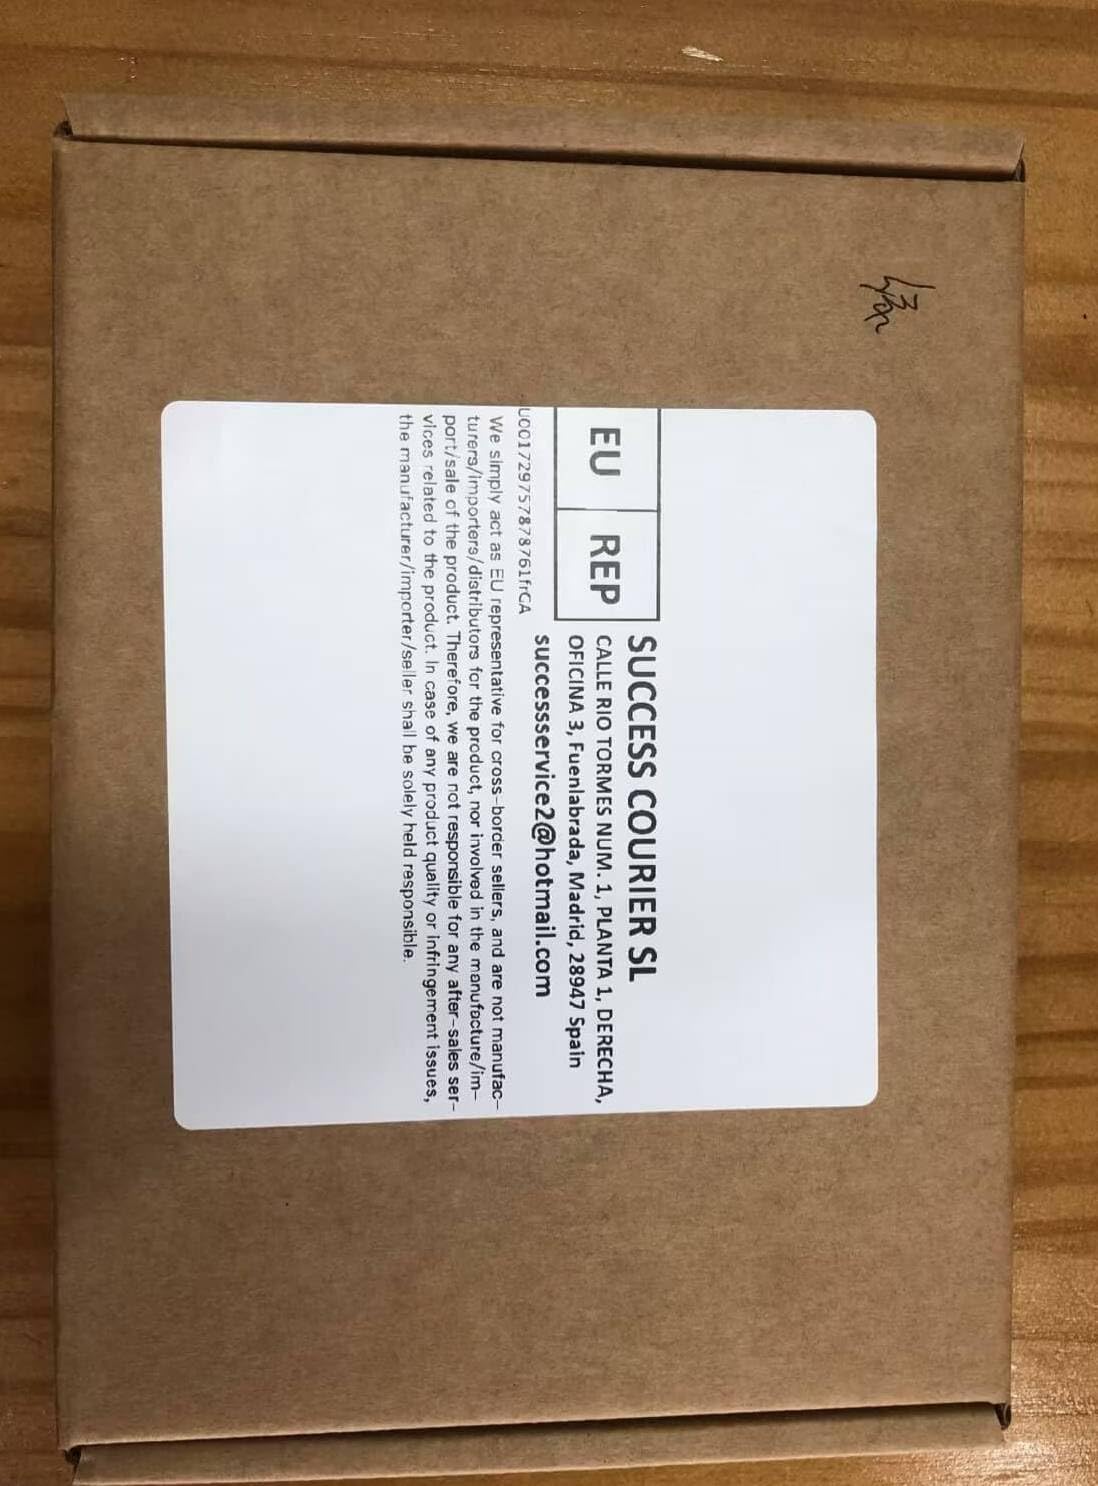 EU REP
SUCCESS COURIER SL
CALLE RIO TORMES NUM. 1, PLANTA 1, DERECHA,
OFICINA 3, Fuenlabrada, Madrid, 28947 Spain
successservice2@hotmail.com
U001729757878761frCA
We simply act as EU representative for cross-border sellers, and are not manufac-
turers/importers/distributors for the product, nor involved in the manufacture/im-
port/sale of the product. Therefore, we are not responsible for any after-sales ser-
vices related to the product. In case of any product quality or infringement issues,
the manufacturer/importer/seller shall be solely held responsible.